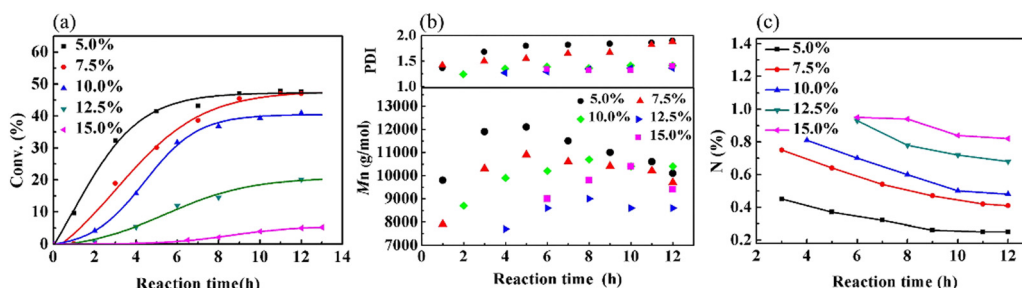 (a)
60
50
40
30
20
10
0
Conv. (%)
5.0%
7.5%
10.0%
12.5%
15.0%
0 2 4 6 8 10 12 14
Reaction time(h)
(b)
2.0
1.5
1.0
PDI
13000
12000
11000
10000
9000
8000
7000
Mn (g/mol)
5.0% 7.5%
10.0% 12.5%
15.0%
0 2 4 6 8 10 12
Reaction time (h)
(c)
1.4
1.2
1.0
0.8
0.6
0.4
0.2
N (%)
5.0%
7.5%
10.0%
12.5%
15.0%
2 4 6 8 10 12
Reaction time (h)